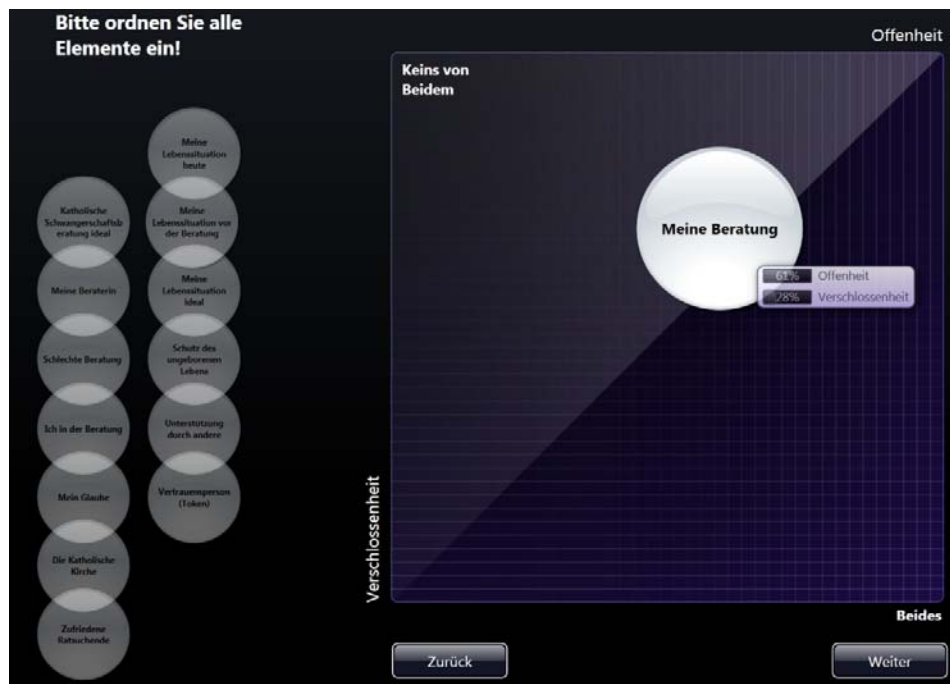 Bitte ordnen Sie alle
Elemente ein!
Meine
Lebenssituation
heute
Katholische
Schwangerschaftsb
eratung ideal
Meine
Lebenssituation vor
der Beratung
Meine Beraterin
Meine
Lebenssituation
ideal
Schlechte Beratung
Schutz des
ungeborenen
Lebens
Ich in der Beratung
Unterstützung
durch andere
Mein Glaube
Vertrauensperson
(Token)
Die Katholische
Kirche
Zufriedene
Ratsuchende
Offenheit
Keins von
Beidem
Meine Beratung
61% Offenheit
28% Verschlossenheit
Verschlossenheit
Beides
Zurück
Weiter